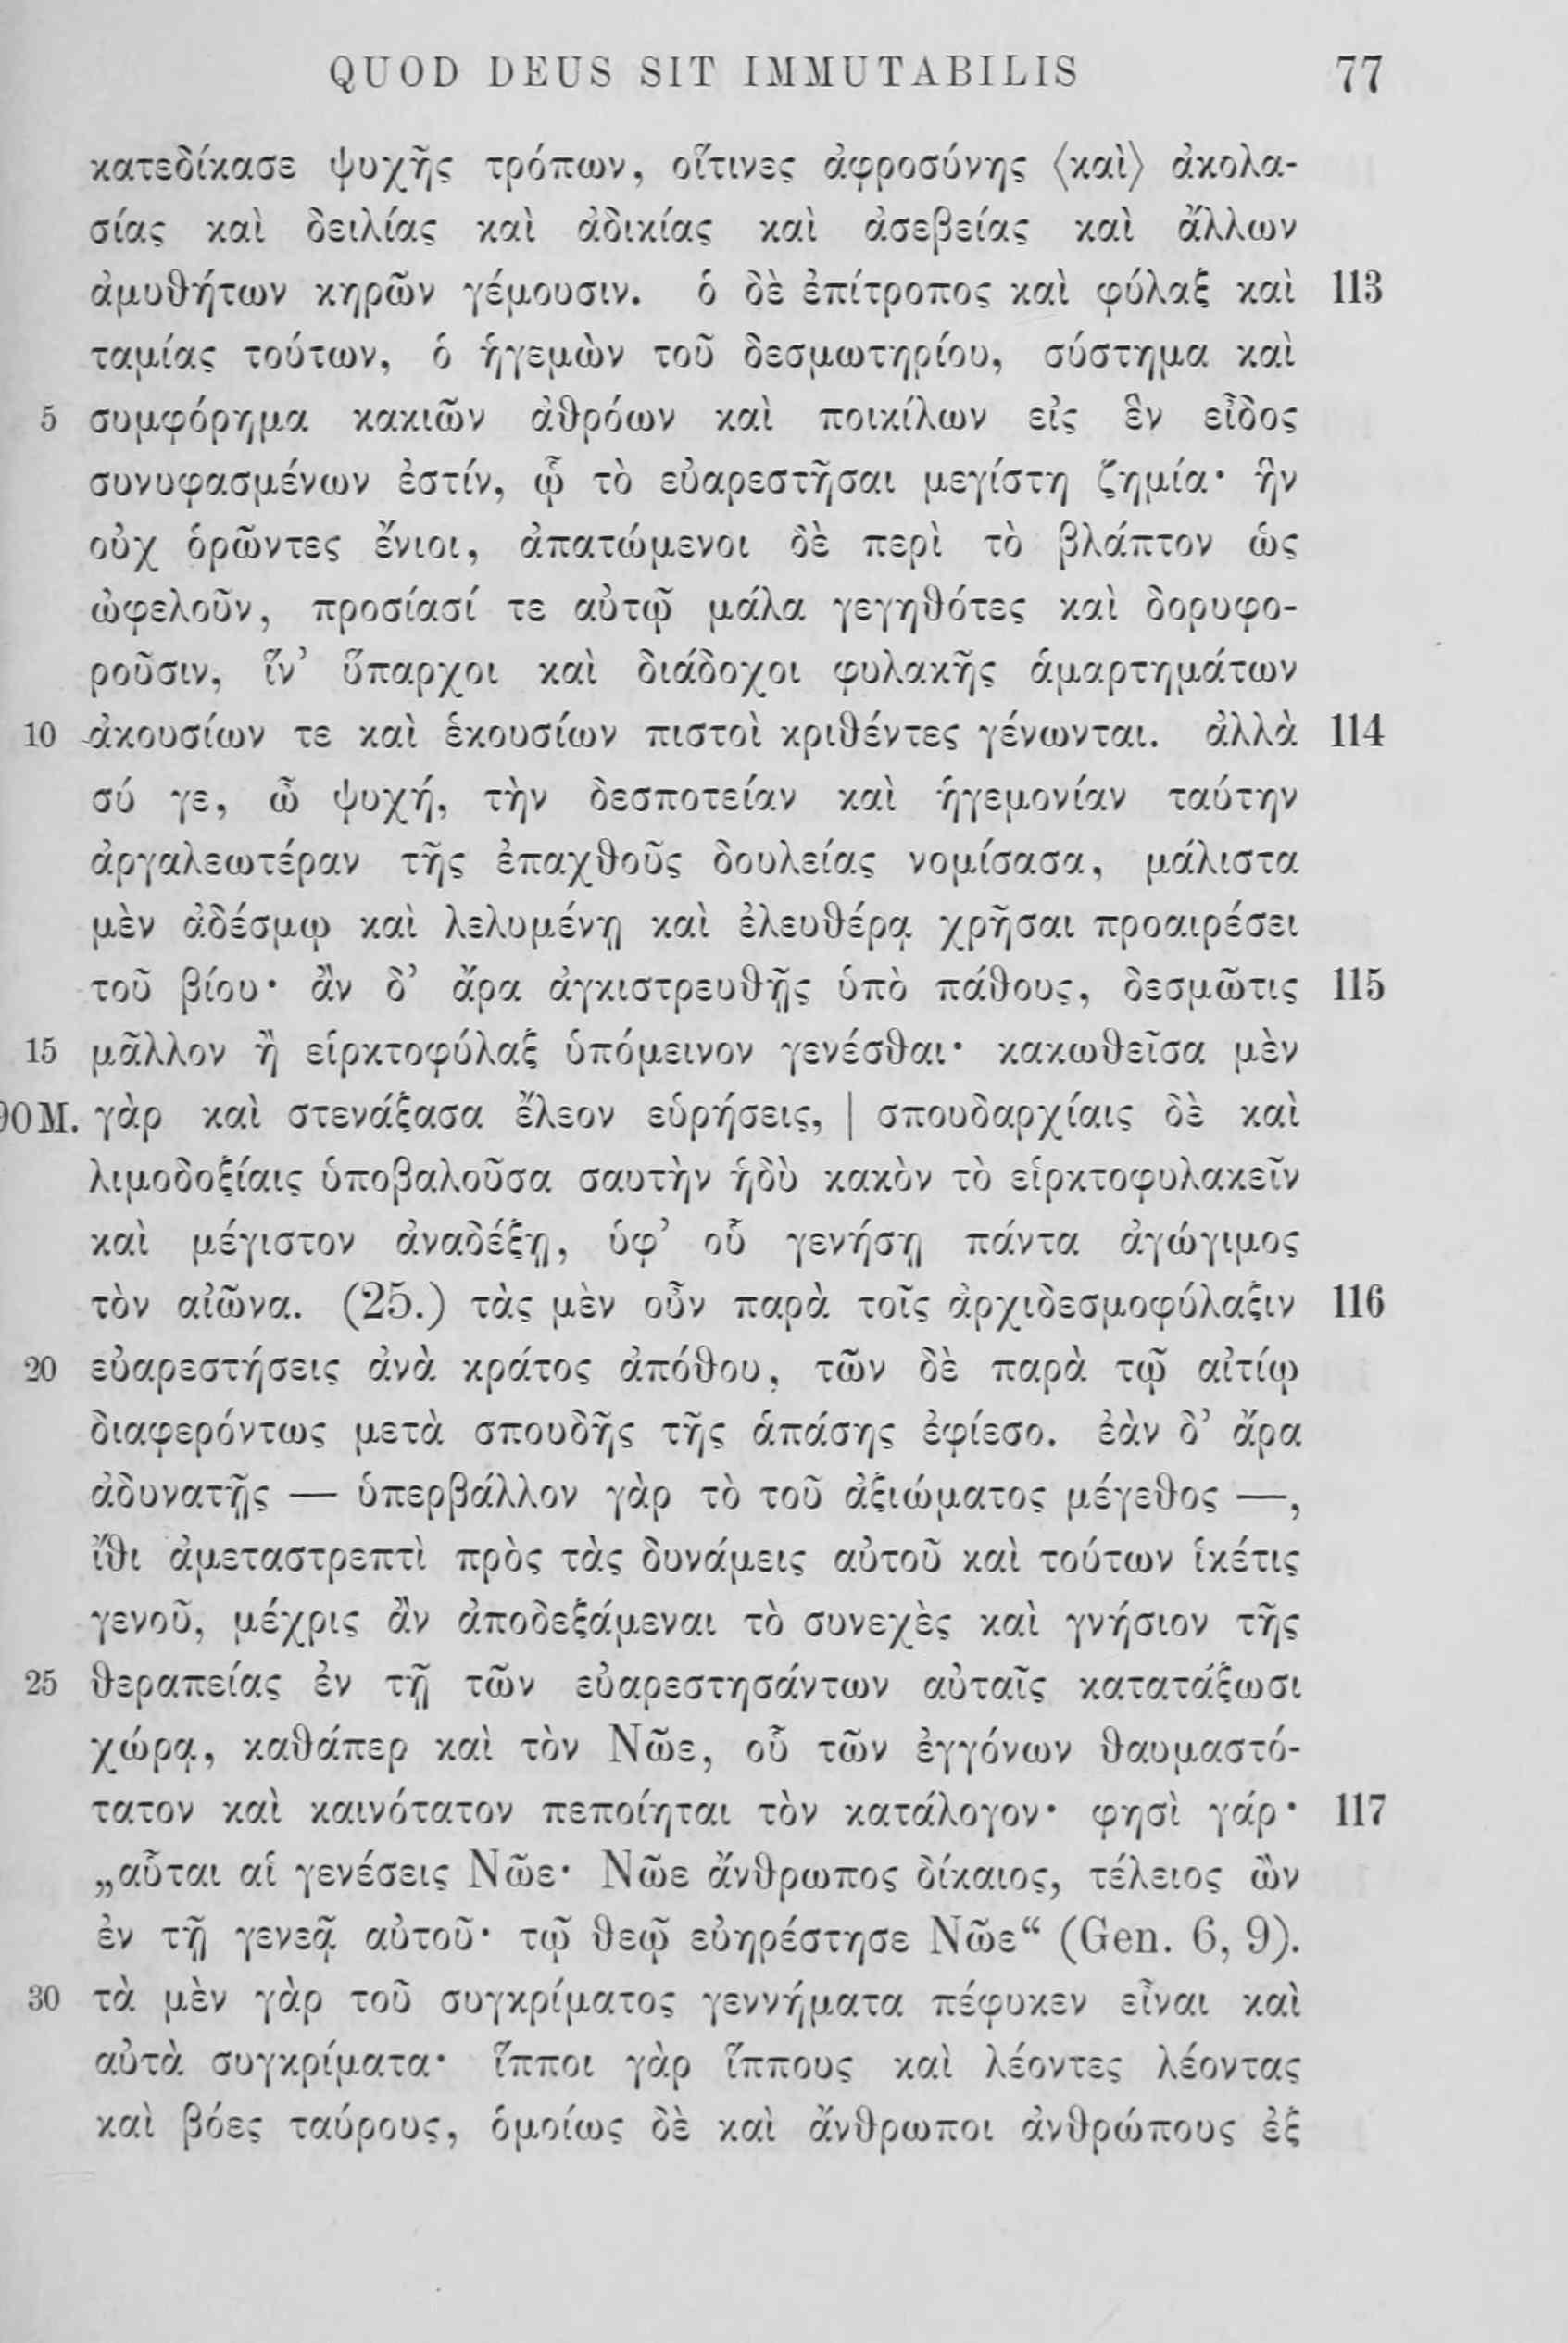 QUOD DEUS SIT IMMUTABILIS 77
κατεδίκασε ψυχῆς τρόπων, οἵτινες ἀφροσύνης ⟨καὶ⟩ ἀκολα-
σίας καὶ δειλίας καὶ ἀδικίας καὶ ἀσεβείας καὶ ἄλλων
ἀμυθήτων κηρῶν γέμουσιν. ὁ δὲ ἐπίτροπος καὶ φύλαξ καὶ 113
ταμίας τούτων, ὁ ἡγεμὼν τοῦ δεσμωτηρίου, σύστημα καὶ
5 συμφόρημα κακιῶν ἀθρόων καὶ ποικίλων εἰς ἓν εἶδος
συνυφασμένων ἐστίν, ᾧ τὸ εὐαρεστῆσαι μεγίστη ζημία· ἣν
οὐχ ὁρῶντες ἔνιοι, ἀπατώμενοι δὲ περὶ τὸ βλάπτον ὡς
ὠφελοῦν, προσίασί τε αὐτῷ μάλα γεγηθότες καὶ δορυφο-
ροῦσιν, ἵν’ ὕπαρχοι καὶ διάδοχοι φυλακῆς ἁμαρτημάτων
10 ἀκουσίων τε καὶ ἑκουσίων πιστοὶ κριθέντες γένωνται. ἀλλὰ 114
σύ γε, ὦ ψυχή, τὴν δεσποτείαν καὶ ἡγεμονίαν ταύτην
ἀργαλεωτέραν τῆς ἐπαχθοῦς δουλείας νομίσασα, μάλιστα
μὲν ἀδέσμῳ καὶ λελυμένῃ καὶ ἐλευθέρᾳ χρῆσαι προαιρέσει
τοῦ βίου· ἂν δ’ ἄρα ἀγκιστρευθῇς ὑπὸ πάθους, δεσμῶτις 115
15 μᾶλλον ἢ εἱρκτοφύλαξ ὑπόμεινον γενέσθαι· κακωθεῖσα μὲν
90 M. γὰρ καὶ στενάξασα ἔλεον εὑρήσεις, | σπουδαρχίαις δὲ καὶ
λιμοδοξίαις ὑποβαλοῦσα σαυτὴν ἡδὺ κακὸν τὸ εἱρκτοφυλακεῖν
καὶ μέγιστον ἀναδέξῃ, ὑφ’ οὗ γενήσῃ πάντα ἀγώγιμος
τὸν αἰῶνα. (25.) τὰς μὲν οὖν παρὰ τοῖς ἀρχιδεσμοφύλαξιν 116
20 εὐαρεστήσεις ἀνὰ κράτος ἀπόθου, τῶν δὲ παρὰ τῷ αἰτίῳ
διαφερόντως μετὰ σπουδῆς τῆς ἁπάσης ἐφίεσο. ἐὰν δ’ ἄρα
ἀδυνατῇς — ὑπερβάλλον γὰρ τὸ τοῦ ἀξιώματος μέγεθος —,
ἴθι ἀμεταστρεπτὶ πρὸς τὰς δυνάμεις αὐτοῦ καὶ τούτων ἱκέτις
γενοῦ, μέχρις ἂν ἀποδεξάμεναι τὸ συνεχὲς καὶ γνήσιον τῆς
25 θεραπείας ἐν τῇ τῶν εὐαρεστησάντων αὐταῖς κατατάξωσι
χώρᾳ, καθάπερ καὶ τὸν Νῶε, οὗ τῶν ἐγγόνων θαυμαστό-
τατον καὶ καινότατον πεποίηται τὸν κατάλογον· φησὶ γάρ· 117
„αὗται αἱ γενέσεις Νῶε· Νῶε ἄνθρωπος δίκαιος, τέλειος ὢν
ἐν τῇ γενεᾷ αὐτοῦ· τῷ θεῷ εὐηρέστησε Νῶε“ (Gen. 6, 9).
30 τὰ μὲν γὰρ τοῦ συγκρίματος γεννήματα πέφυκεν εἶναι καὶ
αὐτὰ συγκρίματα· ἵπποι γὰρ ἵππους καὶ λέοντες λέοντας
καὶ βόες ταύρους, ὁμοίως δὲ καὶ ἄνθρωποι ἀνθρώπους ἐξ